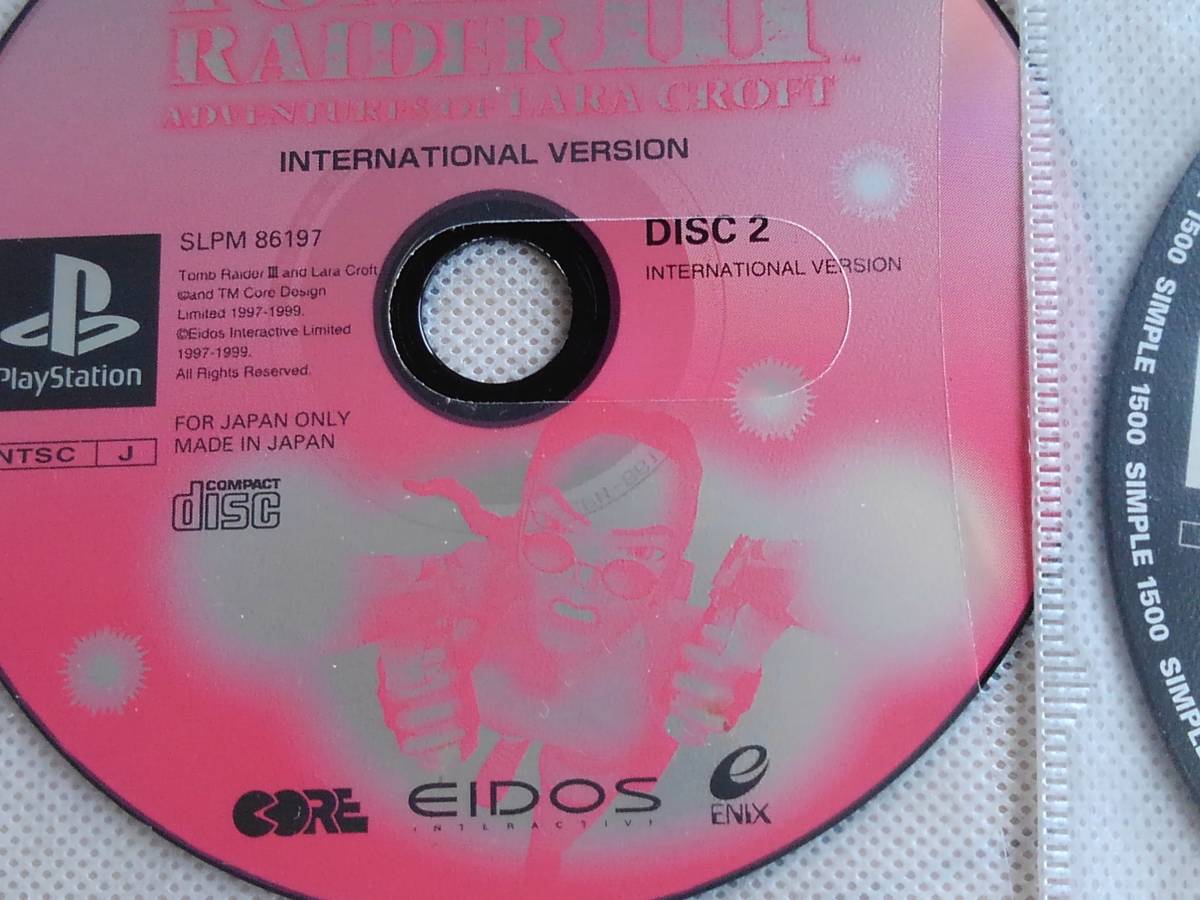 RAIDER III™
ADVENTURES OF LARA CROFT
INTERNATIONAL VERSION
SLPM 86197
Tomb Raider III and Lara Croft
©and TM Core Design
Limited 1997-1999.
©Eidos Interactive Limited
1997-1999.
All Rights Reserved.
FOR JAPAN ONLY
MADE IN JAPAN
DISC 2
INTERNATIONAL VERSION
PlayStation
NTSC J
COMPACT
disc
CORE
EIDOS
INTERACTIVE
e
ENIX
1500 SIMPLE 1500 SIMPLE 1500 SIMPLE